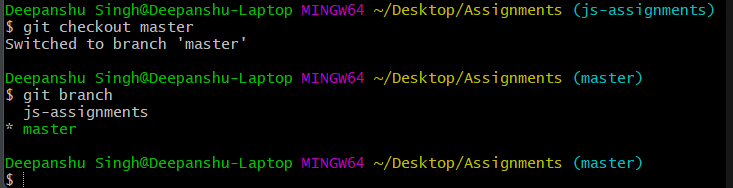 Deepanshu Singh@Deepanshu-Laptop MINGW64 ~/Desktop/Assignments (js-assignments)
$ git checkout master
Switched to branch 'master'
Deepanshu Singh@Deepanshu-Laptop MINGW64 ~/Desktop/Assignments (master)
$ git branch
  js-assignments
* master
Deepanshu Singh@Deepanshu-Laptop MINGW64 ~/Desktop/Assignments (master)
$